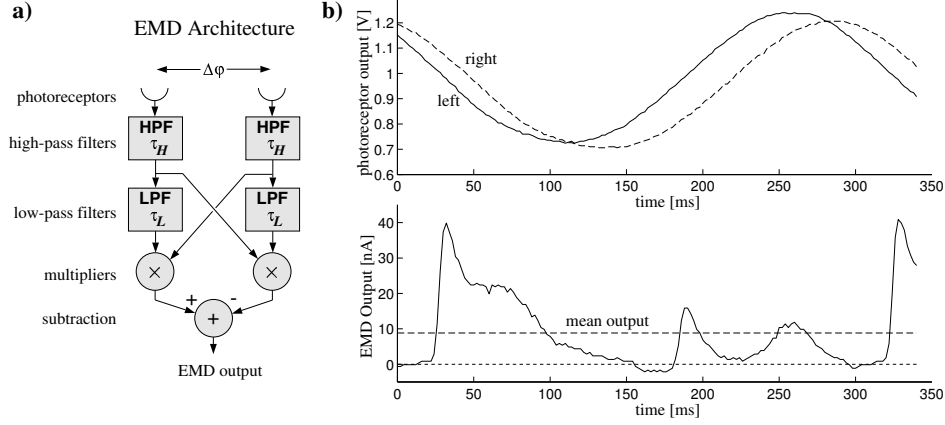 a)
EMD Architecture
Δφ
photoreceptors
HPF HPF
high-pass filters
τH τH
LPF LPF
low-pass filters
τL τL
multipliers
× ×
+ -
subtraction
+
EMD output
b)
photoreceptor output [V]
1.2
1.0
0.9
0.8
0.7
0.6
right
left
0 50 100 150 200 250 300 350
time [ms]
EMD Output [nA]
40
30
20
10
0
mean output
0 50 100 150 200 250 300 350
time [ms]